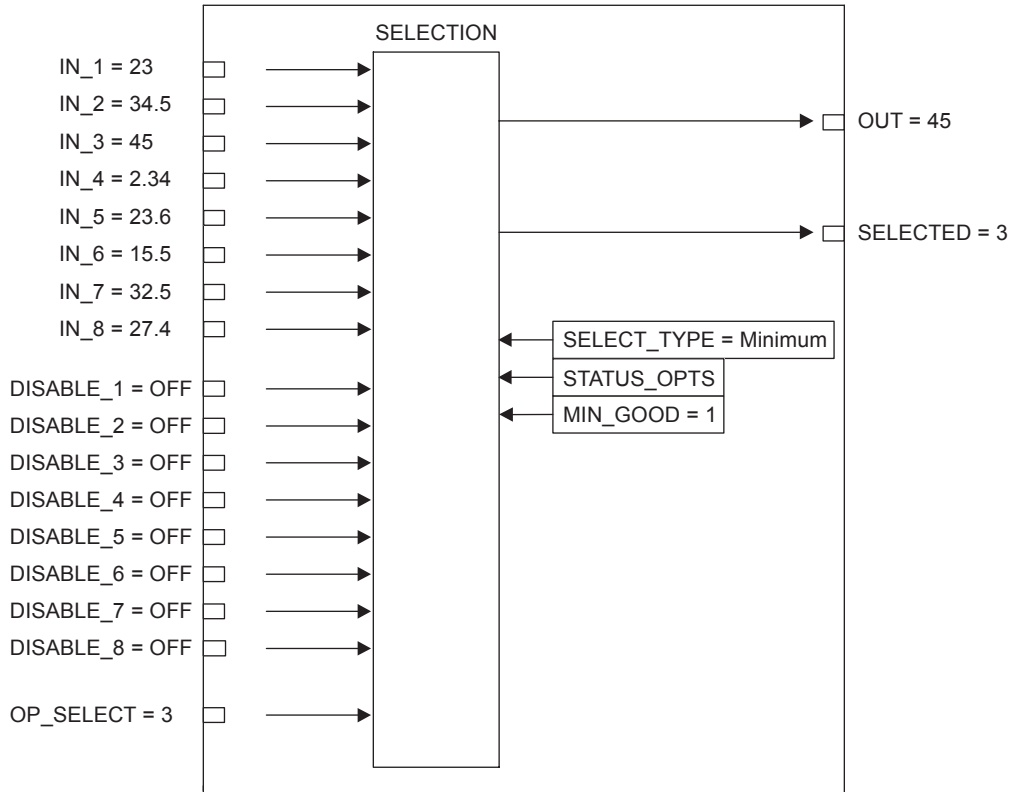 SELECTION
IN_1 = 23
IN_2 = 34.5
IN_3 = 45
IN_4 = 2.34
IN_5 = 23.6
IN_6 = 15.5
IN_7 = 32.5
IN_8 = 27.4
DISABLE_1 = OFF
DISABLE_2 = OFF
DISABLE_3 = OFF
DISABLE_4 = OFF
DISABLE_5 = OFF
DISABLE_6 = OFF
DISABLE_7 = OFF
DISABLE_8 = OFF
OP_SELECT = 3
OUT = 45
SELECTED = 3
SELECT_TYPE = Minimum
STATUS_OPTS
MIN_GOOD = 1